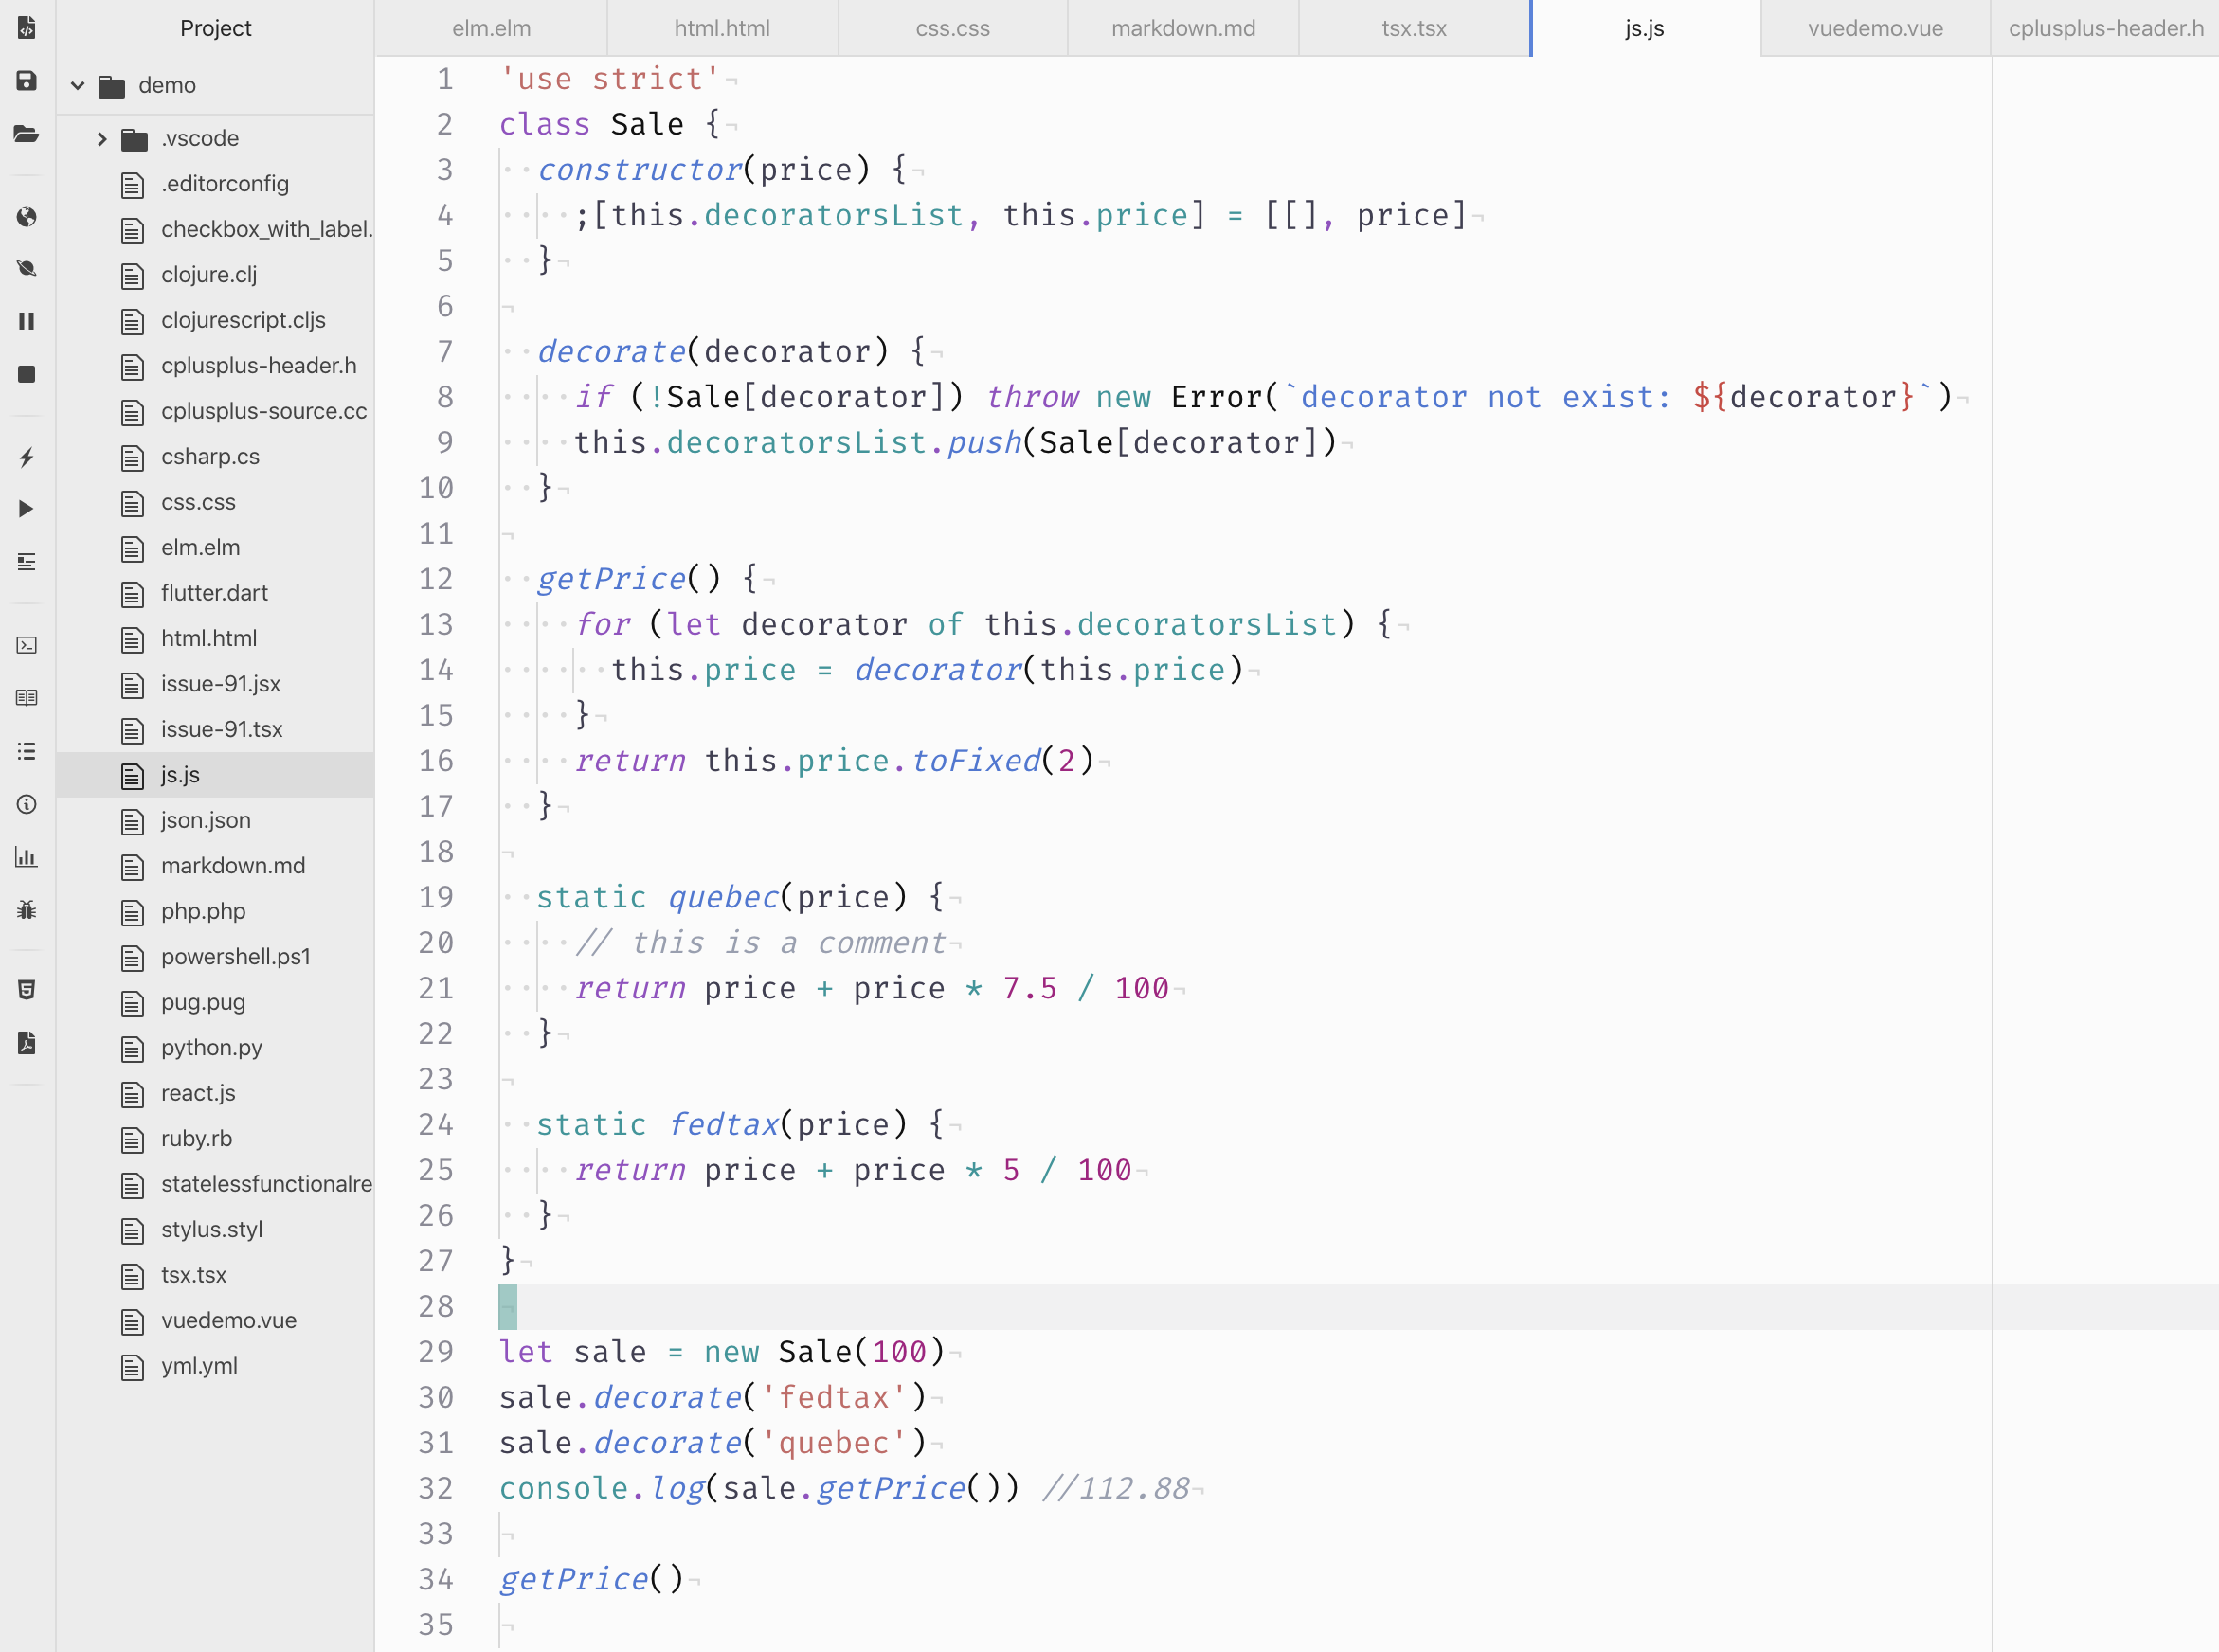 Project
demo
.vscode
.editorconfig
checkbox_with_label.
clojure.clj
clojurescript.cljs
cplusplus-header.h
cplusplus-source.cc
csharp.cs
css.css
elm.elm
flutter.dart
html.html
issue-91.jsx
issue-91.tsx
js.js
json.json
markdown.md
php.php
powershell.ps1
pug.pug
python.py
react.js
ruby.rb
statelessfunctionalre
stylus.styl
tsx.tsx
vuedemo.vue
yml.yml
elm.elm html.html css.css markdown.md tsx.tsx js.js vuedemo.vue cplusplus-header.h
1 'use strict'¬
2 class Sale {¬
3 ··constructor(price) {¬
4 ····;[this.decoratorsList, this.price] = [[], price]¬
5 ··}¬
6 ¬
7 ··decorate(decorator) {¬
8 ····if (!Sale[decorator]) throw new Error(`decorator not exist: ${decorator}`)¬
9 ····this.decoratorsList.push(Sale[decorator])¬
10 ··}¬
11 ¬
12 ··getPrice() {¬
13 ····for (let decorator of this.decoratorsList) {¬
14 ······this.price = decorator(this.price)¬
15 ····}¬
16 ····return this.price.toFixed(2)¬
17 ··}¬
18 ¬
19 ··static quebec(price) {¬
20 ····// this is a comment¬
21 ····return price + price * 7.5 / 100¬
22 ··}¬
23 ¬
24 ··static fedtax(price) {¬
25 ····return price + price * 5 / 100¬
26 ··}¬
27 }¬
28 ¬
29 let sale = new Sale(100)¬
30 sale.decorate('fedtax')¬
31 sale.decorate('quebec')¬
32 console.log(sale.getPrice()) //112.88¬
33 ¬
34 getPrice()¬
35 ¬